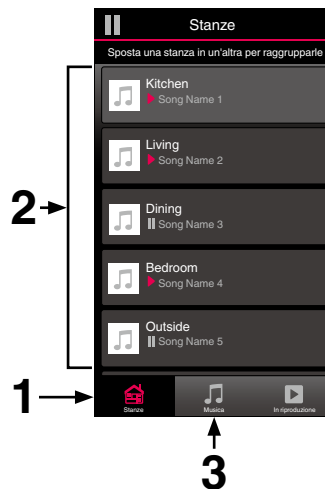 Stanze
Sposta una stanza in un'altra per raggrupparle
Kitchen
Song Name 1
Living
Song Name 2
Dining
Song Name 3
Bedroom
Song Name 4
Outside
Song Name 5
2
1
Stanze
Musica
In riproduzione
3